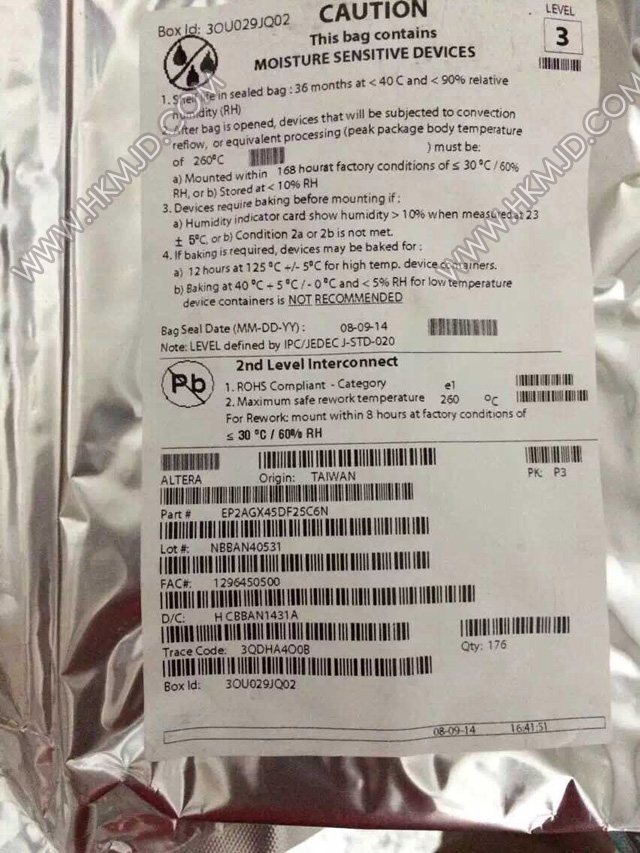 CAUTION
LEVEL
Box Id: 3OU029JQ02
This bag contains
3
MOISTURE SENSITIVE DEVICES
1. Shelf life in sealed bag : 36 months at < 40 C and < 90% relative
humidity (RH)
2. After bag is opened, devices that will be subjected to convection
reflow, or equivalent processing (peak package body temperature
of 260°C ) must be:
a) Mounted within 168 hourat factory conditions of ≤ 30 °C / 60%
RH, or b) Stored at < 10% RH
3. Devices require baking before mounting if :
a) Humidity indicator card show humidity > 10% when measured at 23
± 5°C, or b) Condition 2a or 2b is not met.
4. If baking is required, devices may be baked for :
a) 12 hours at 125 °C +/- 5°C for high temp. device containers.
b) Baking at 40 °C + 5 °C / - 0 °C and < 5% RH for low temperature
device containers is NOT RECOMMENDED
Bag Seal Date (MM-DD-YY) : 08-09-14
Note: LEVEL defined by IPC/JEDEC J-STD-020
Pb
2nd Level Interconnect
1. ROHS Compliant - Category e1
2. Maximum safe rework temperature 260 °C
For Rework: mount within 8 hours at factory conditions of
≤ 30 °C / 60% RH
ALTERA Origin: TAIWAN PK: P3
Part # EP2AGX45DF25C6N
Lot #: NBBAN40531
FAC#: 1296450500
D/C: H CBBAN1431A
Trace Code: 3QDHA4O0B Qty: 176
Box Id: 3OU029JQ02
08-09-14 16:41:51
WWW.HKMJD.COM
WWW.HKMJD.COM